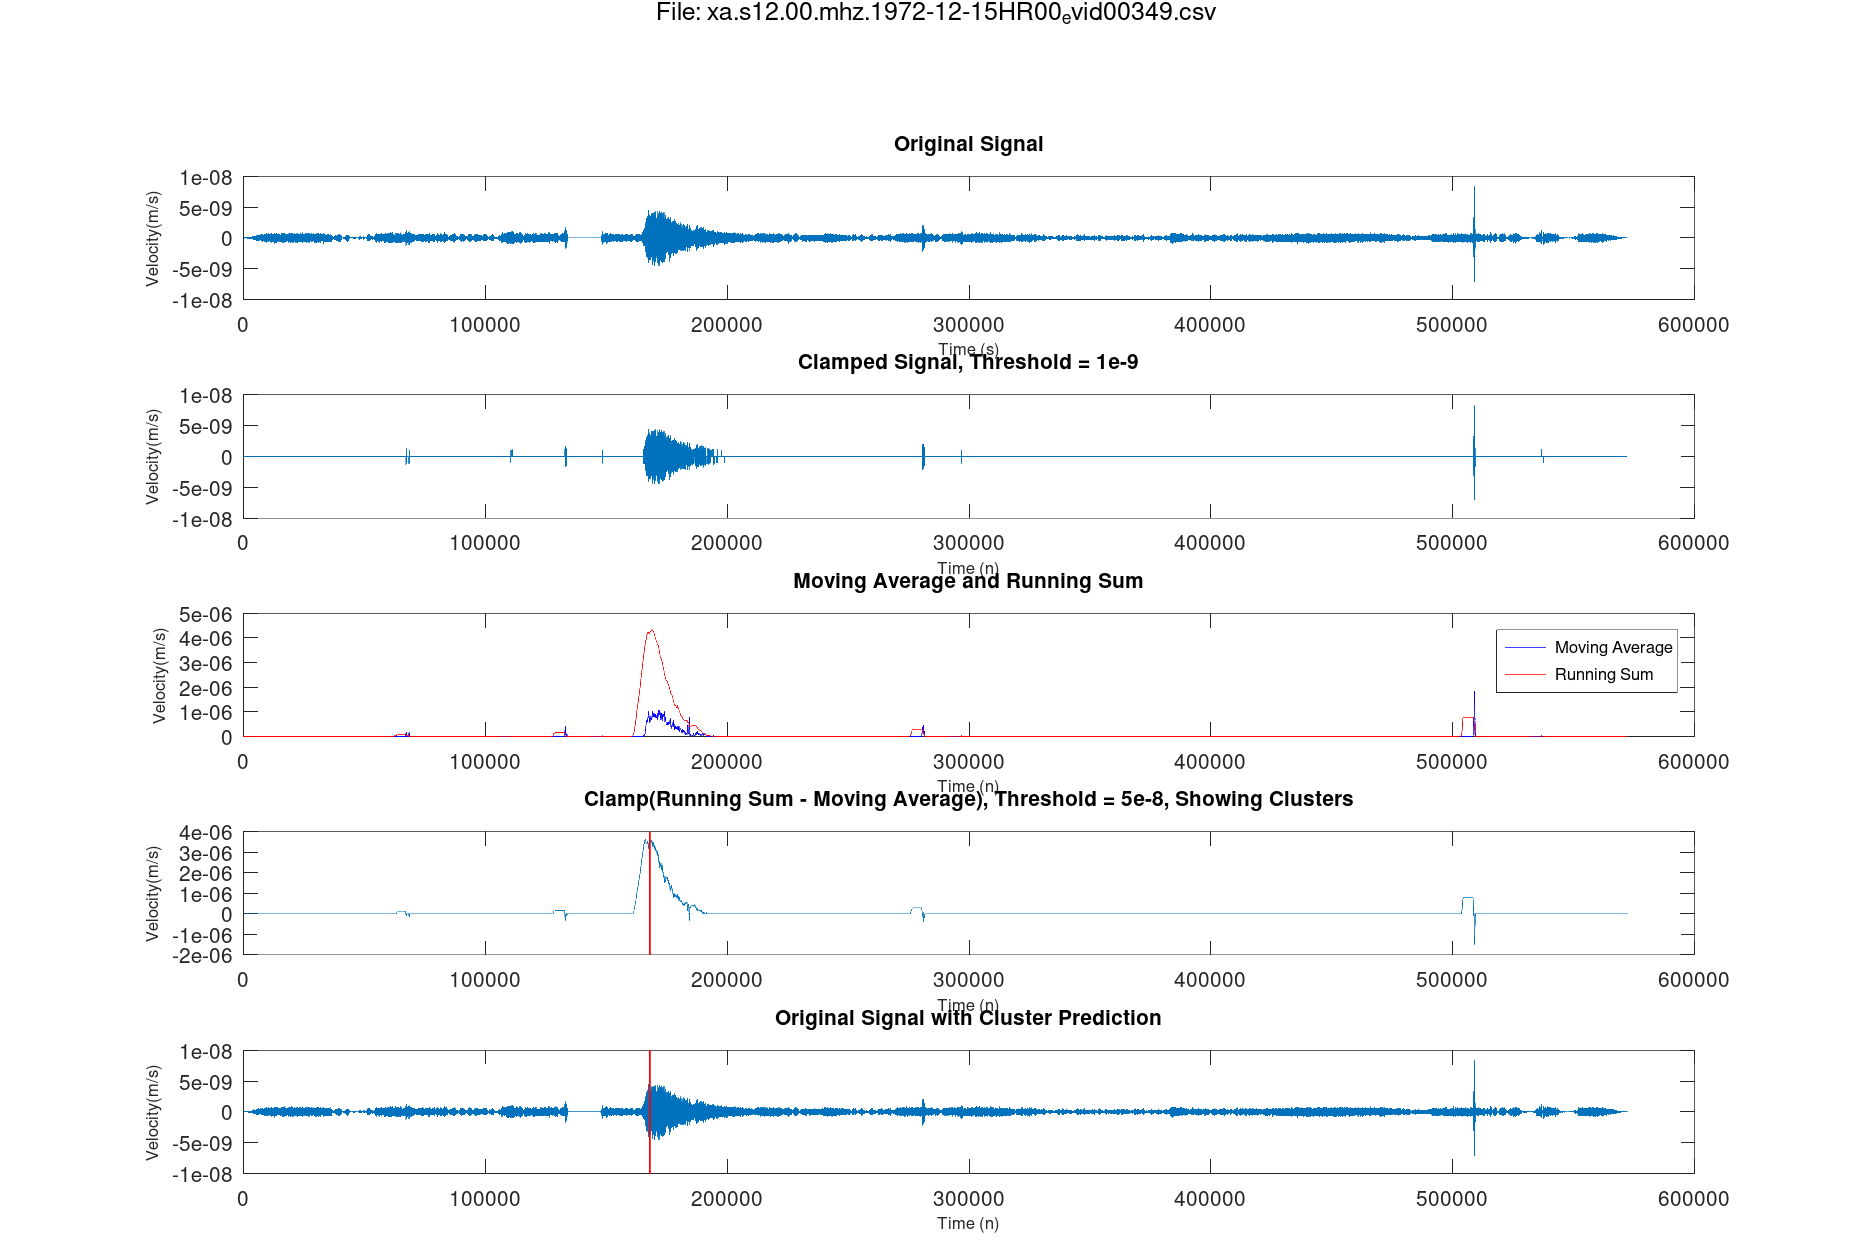 File: xa.s12.00.mhz.1972-12-15HR00evid00349.csv
Original Signal
Velocity(m/s)
1e-08
5e-09
0
-5e-09
-1e-08
0 100000 200000 300000 400000 500000 600000
Time (s)
Clamped Signal, Threshold = 1e-9
Velocity(m/s)
1e-08
5e-09
0
-5e-09
-1e-08
0 100000 200000 300000 400000 500000 600000
Time (n)
Moving Average and Running Sum
Velocity(m/s)
5e-06
4e-06
3e-06
2e-06
1e-06
0
Moving Average
Running Sum
0 100000 200000 300000 400000 500000 600000
Time (n)
Clamp(Running Sum - Moving Average), Threshold = 5e-8, Showing Clusters
Velocity(m/s)
4e-06
3e-06
2e-06
1e-06
0
-1e-06
-2e-06
0 100000 200000 300000 400000 500000 600000
Time (n)
Original Signal with Cluster Prediction
Velocity(m/s)
1e-08
5e-09
0
-5e-09
-1e-08
0 100000 200000 300000 400000 500000 600000
Time (n)